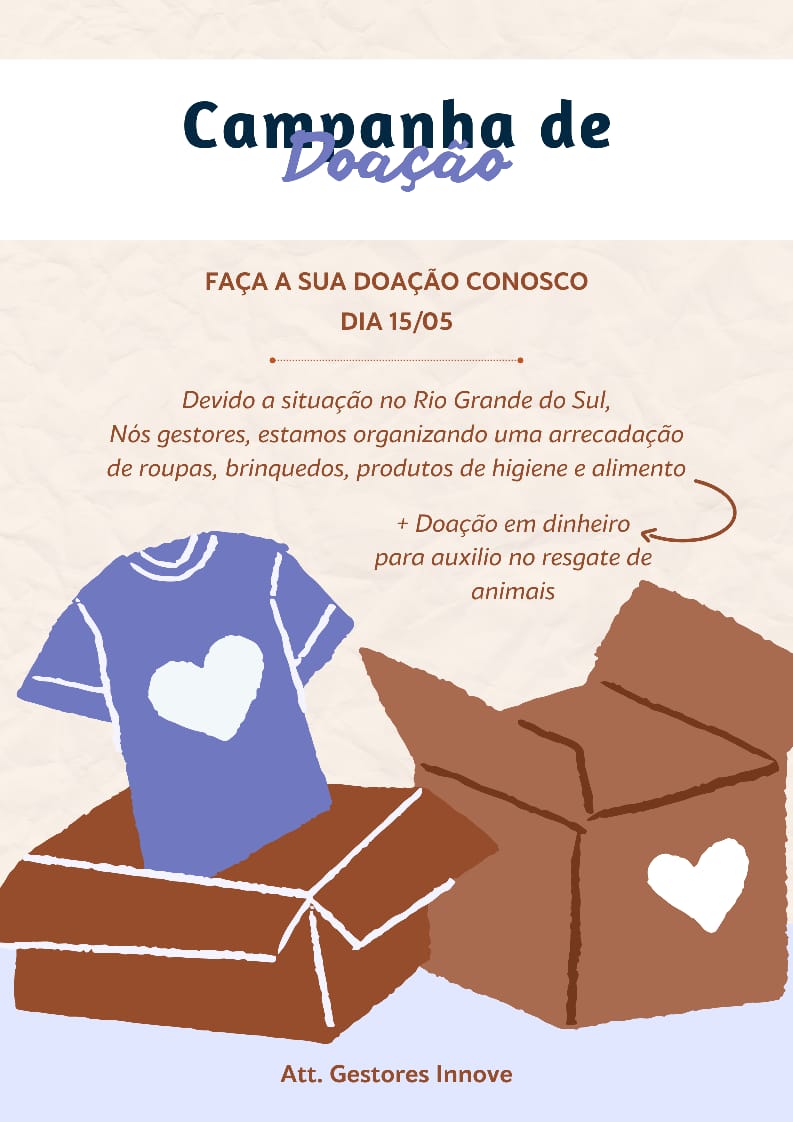 Campanha de
Doação
FAÇA A SUA DOAÇÃO CONOSCO
DIA 15/05
Devido a situação no Rio Grande do Sul,
Nós gestores, estamos organizando uma arrecadação
de roupas, brinquedos, produtos de higiene e alimento
+ Doação em dinheiro
para auxilio no resgate de
animais
Att. Gestores Innove